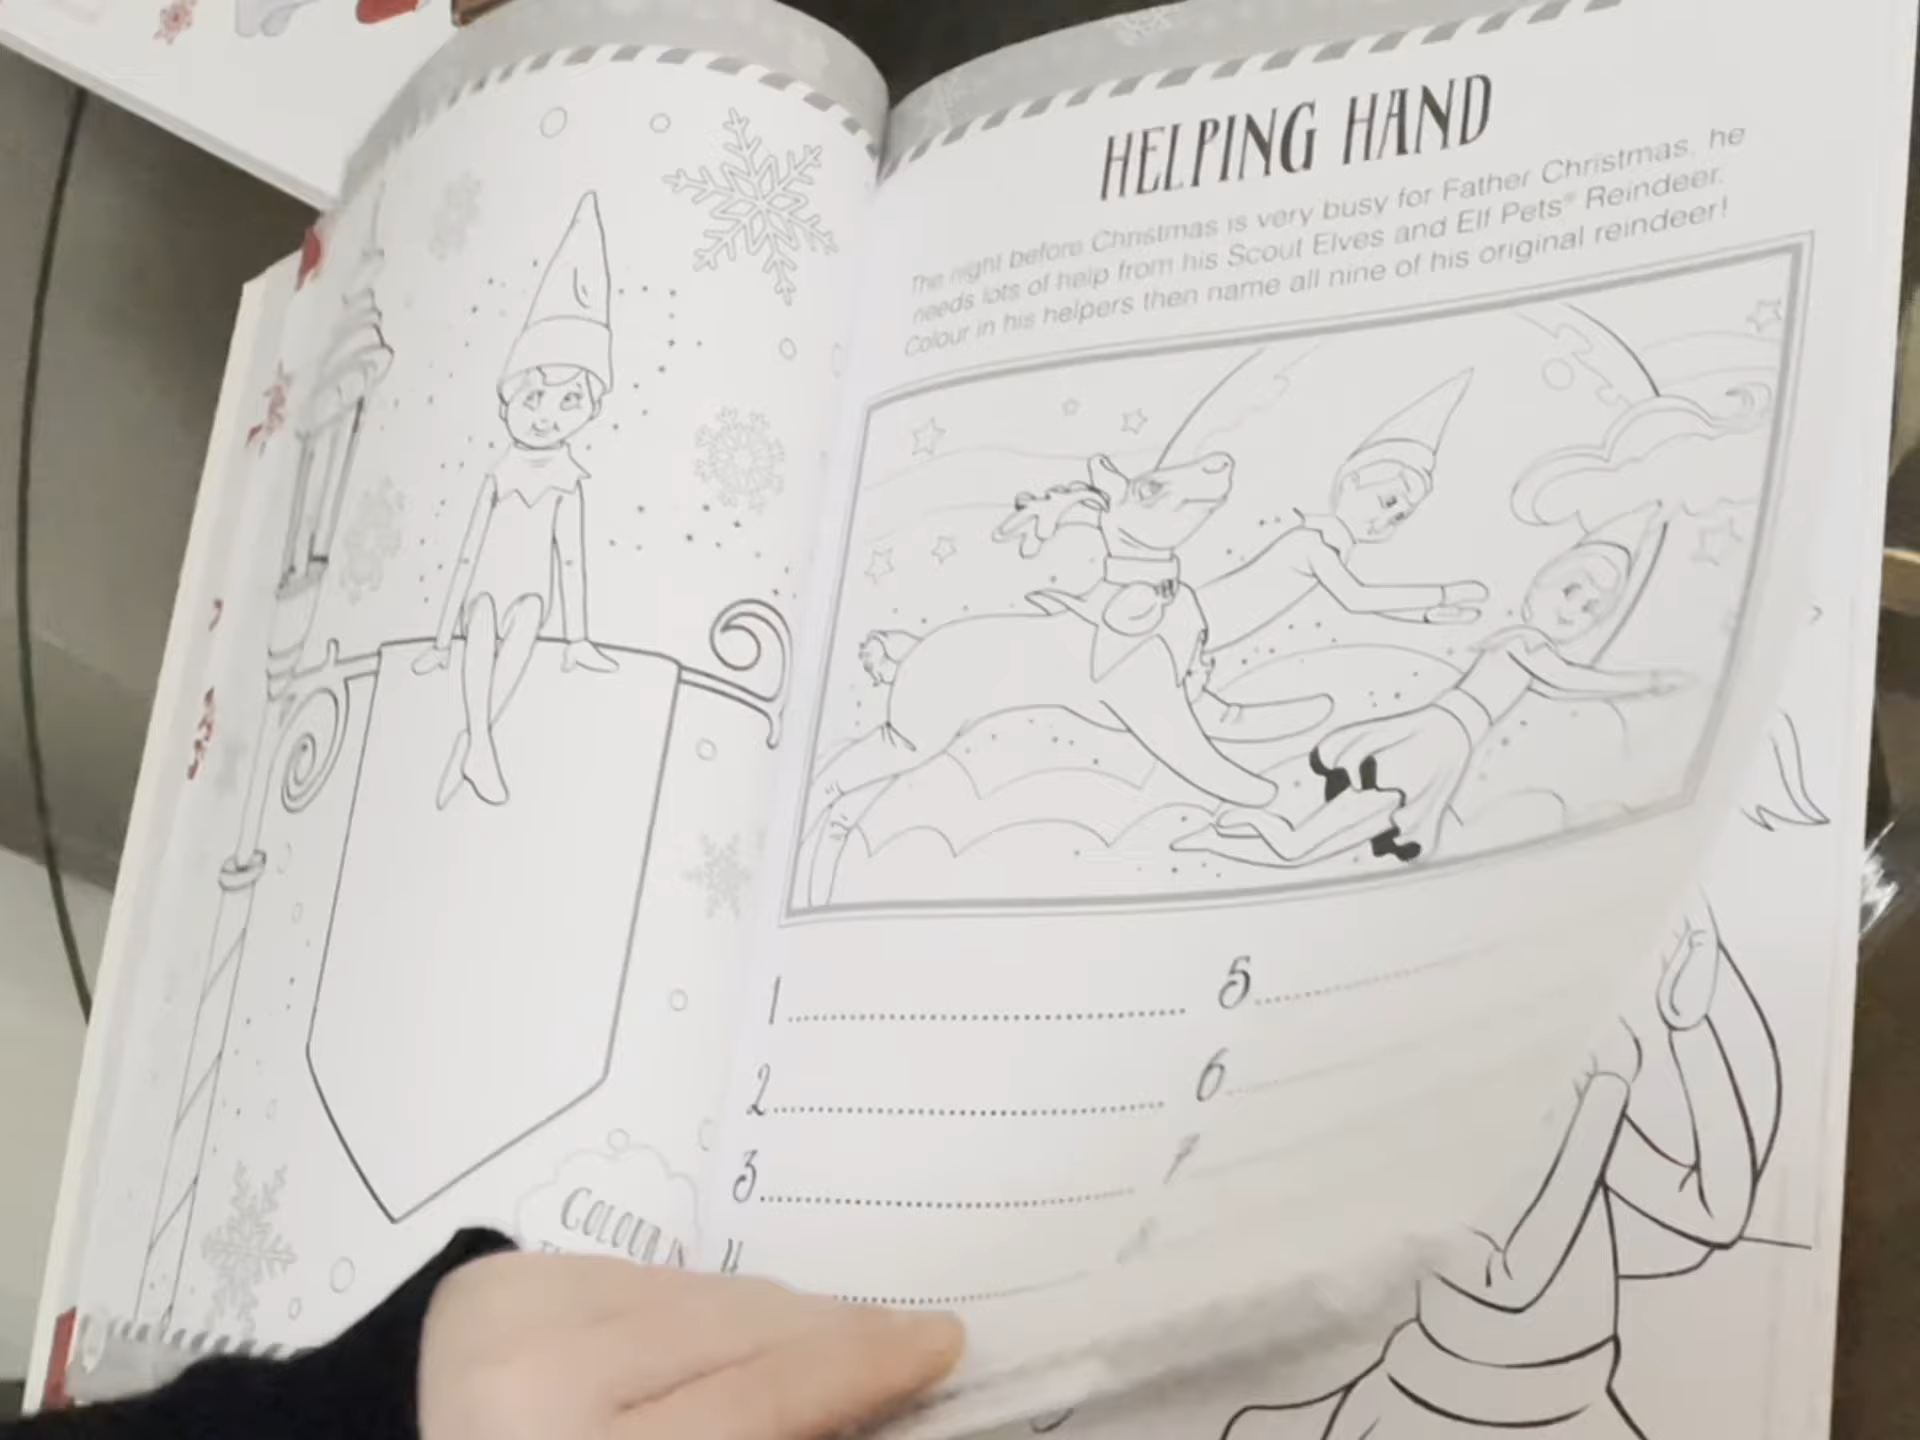 HELPING HAND
The night before Christmas is very busy for Father Christmas, he
needs lots of help from his Scout Elves and Elf Pets® Reindeer.
Colour in his helpers then name all nine of his original reindeer!
1
2
3
4
5
6
7
8
COLOUR IN